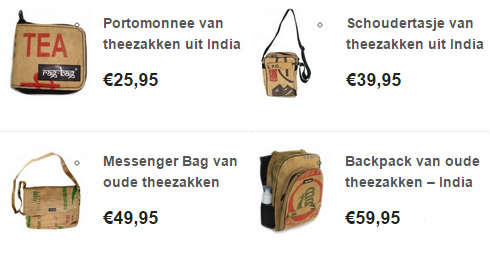 TEA
rag-bag
Portomonnee van
theezakken uit India
€25,95
Schoudertasje van
theezakken uit India
€39,95
Messenger Bag van
oude theezakken
€49,95
Backpack van oude
theezakken – India
€59,95